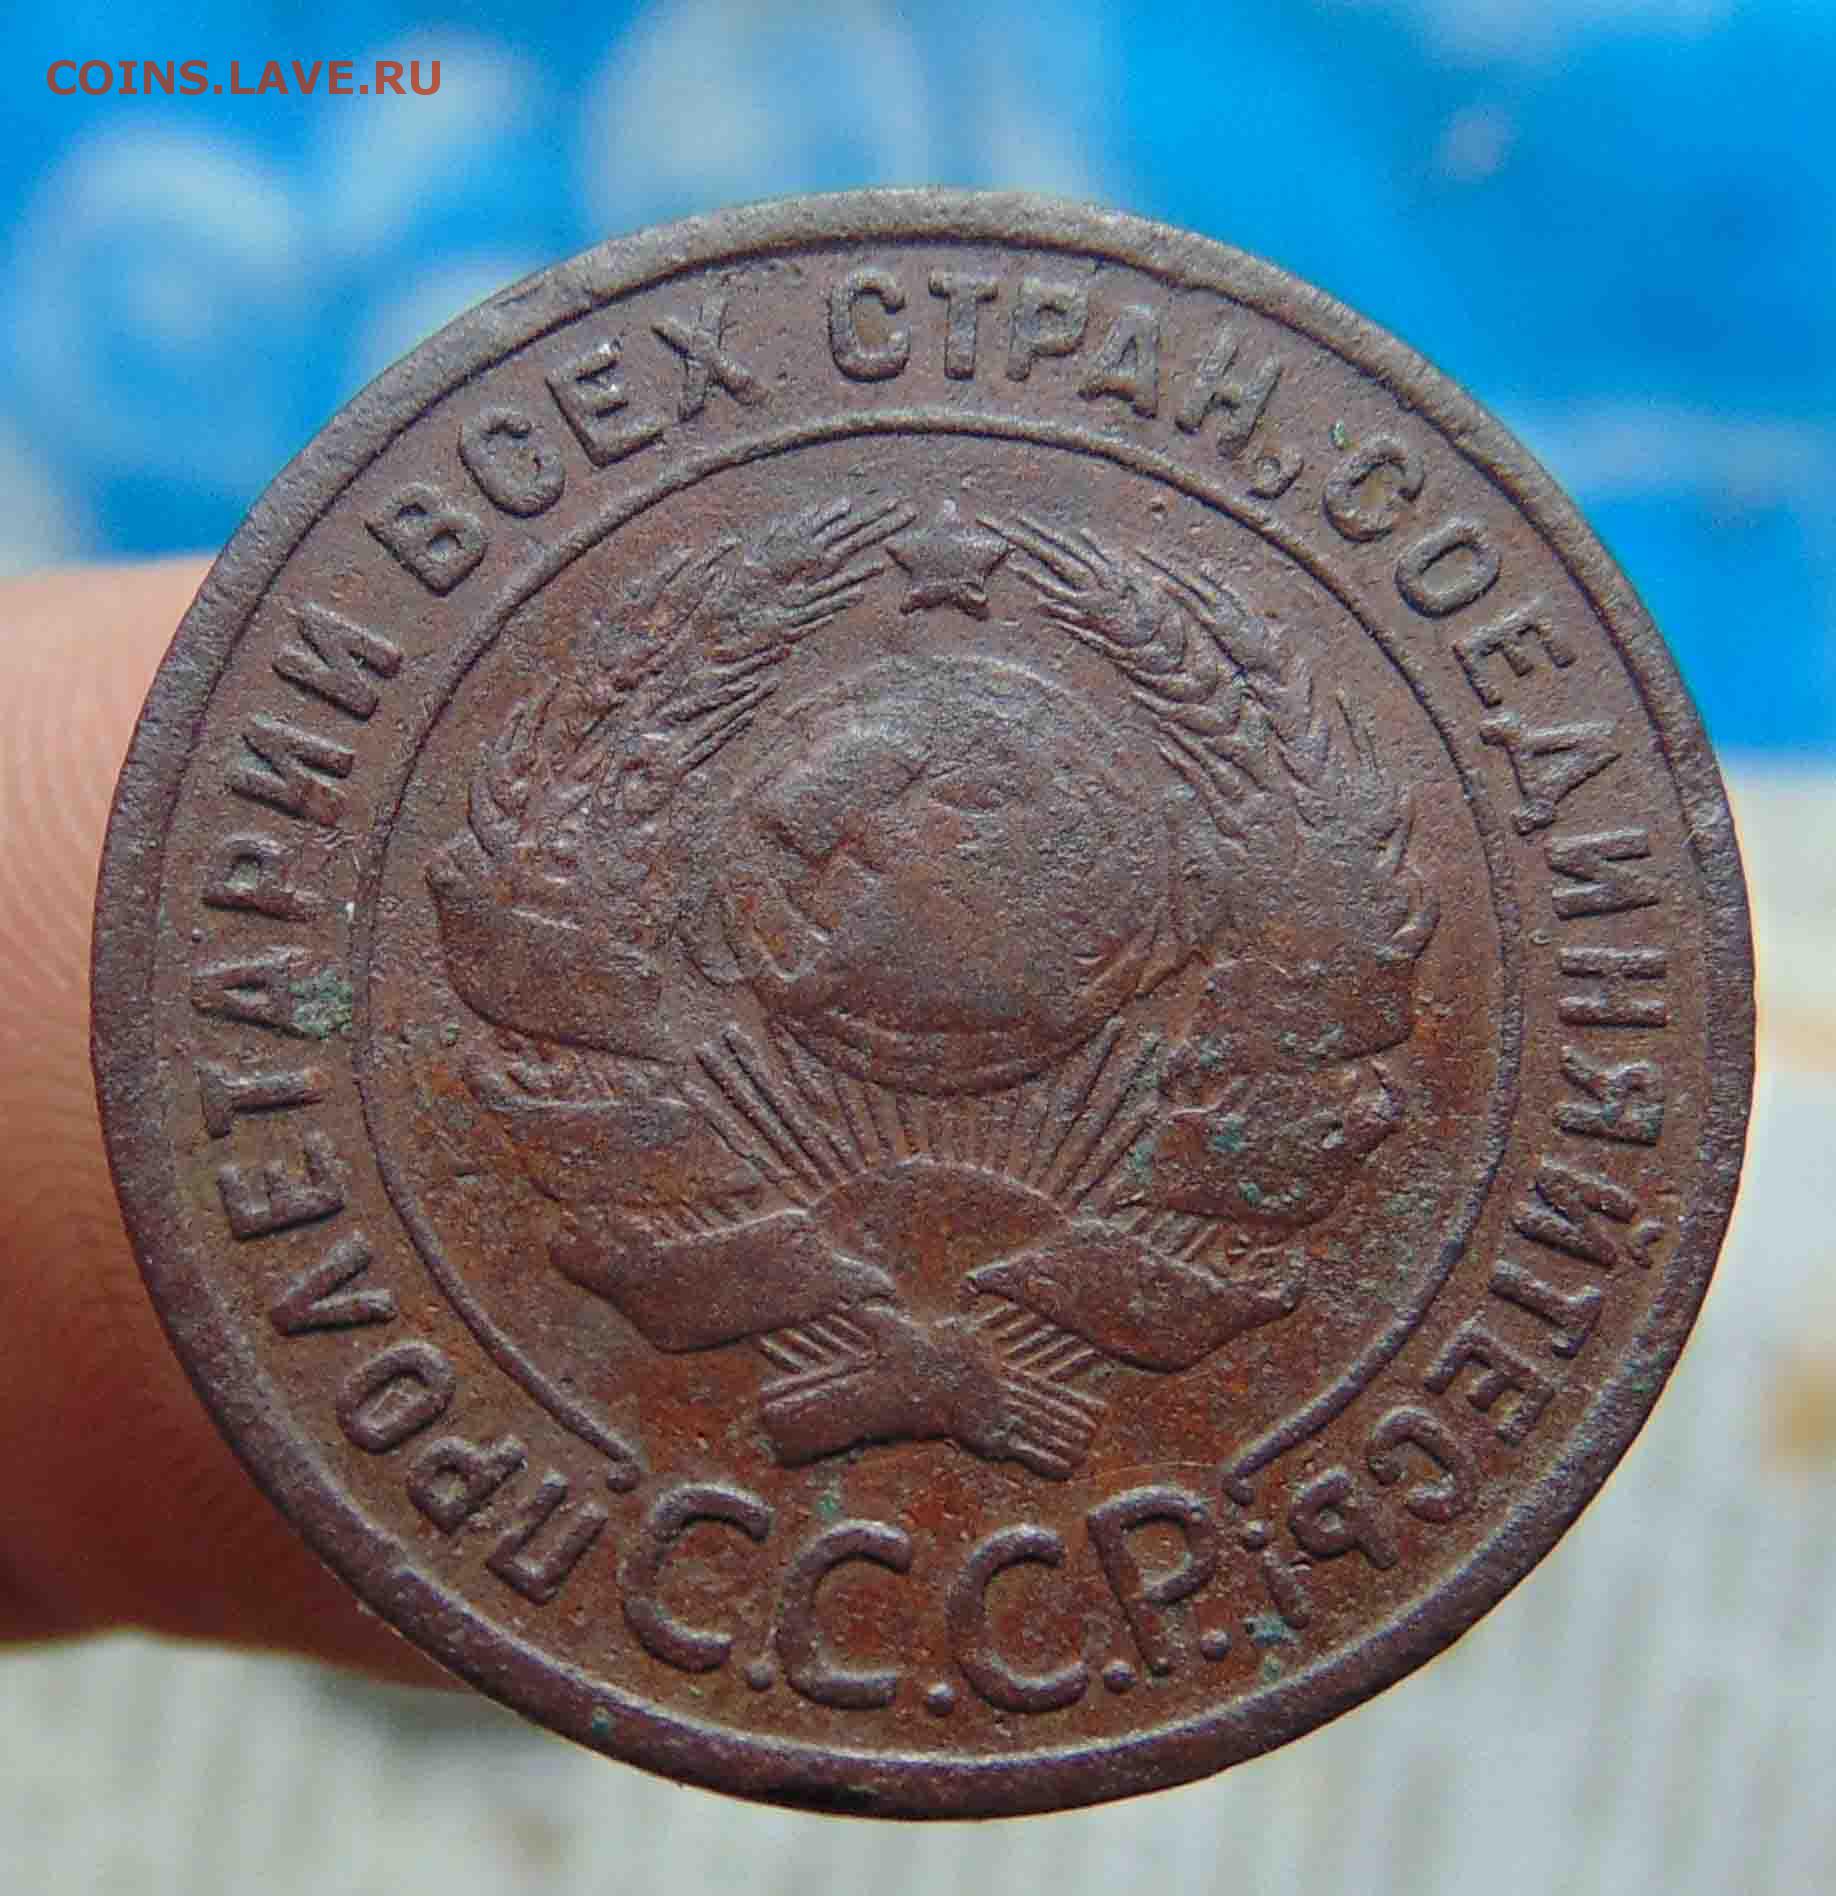 COINS.LAVE.RU
ПРОЛЕТАРИИ ВСЕХ СТРАН, СОЕДИНЯЙТЕСЬ!
С.С.С.Р.